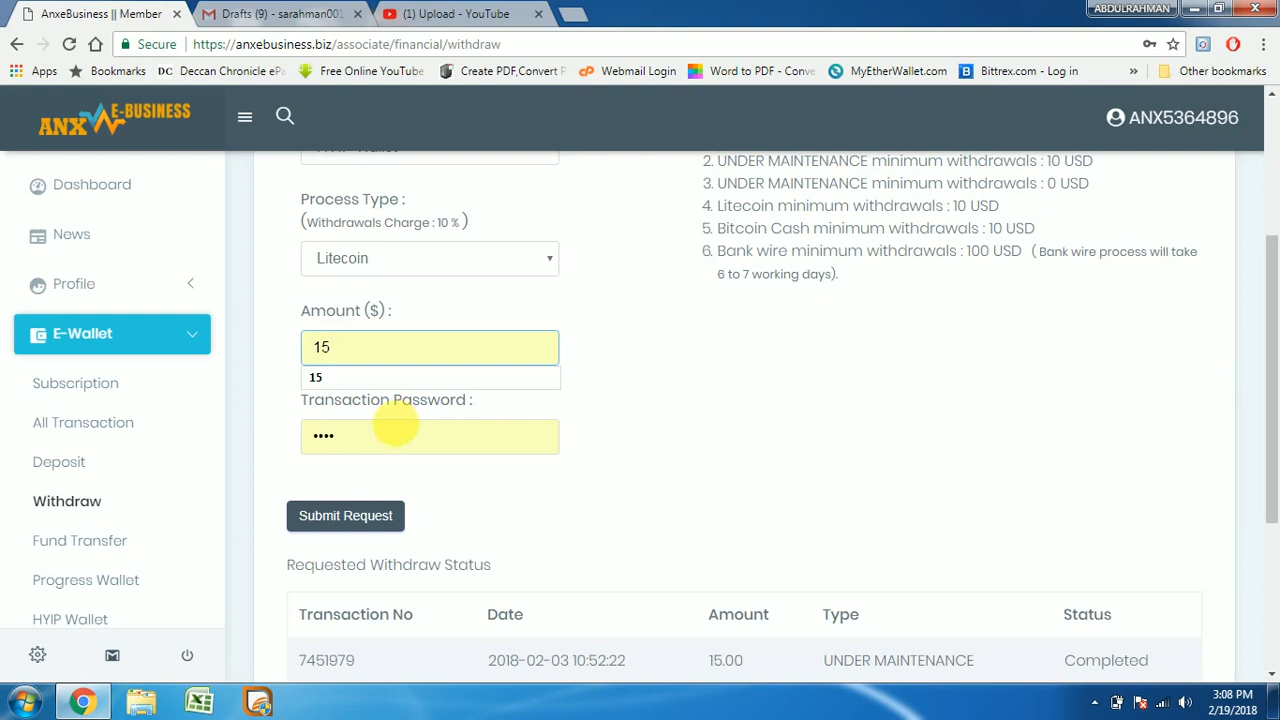 AnxeBusiness || Member
Drafts (9) - sarahman001
(1) Upload - YouTube
ABDULRAHMAN
Secure
https://anxebusiness.biz/associate/financial/withdraw
Apps
Bookmarks
DC Deccan Chronicle ePa
Free Online YouTube
Create PDF,Convert P
cP Webmail Login
Word to PDF - Conve
MyEtherWallet.com
B Bittrex.com - Log in
»
Other bookmarks
ANX E-BUSINESS
ANX5364896
Dashboard
News
Profile
E-Wallet
Subscription
All Transaction
Deposit
Withdraw
Fund Transfer
Progress Wallet
HYIP Wallet
Process Type :
(Withdrawals Charge : 10 % )
Litecoin
Amount ($) :
15
15
Transaction Password :
••••
Submit Request
2. UNDER MAINTENANCE minimum withdrawals : 10 USD
3. UNDER MAINTENANCE minimum withdrawals : 0 USD
4. Litecoin minimum withdrawals : 10 USD
5. Bitcoin Cash minimum withdrawals : 10 USD
6. Bank wire minimum withdrawals : 100 USD ( Bank wire process will take
6 to 7 working days).
Requested Withdraw Status
Transaction No Date Amount Type Status
7451979 2018-02-03 10:52:22 15.00 UNDER MAINTENANCE Completed
3:08 PM
2/19/2018